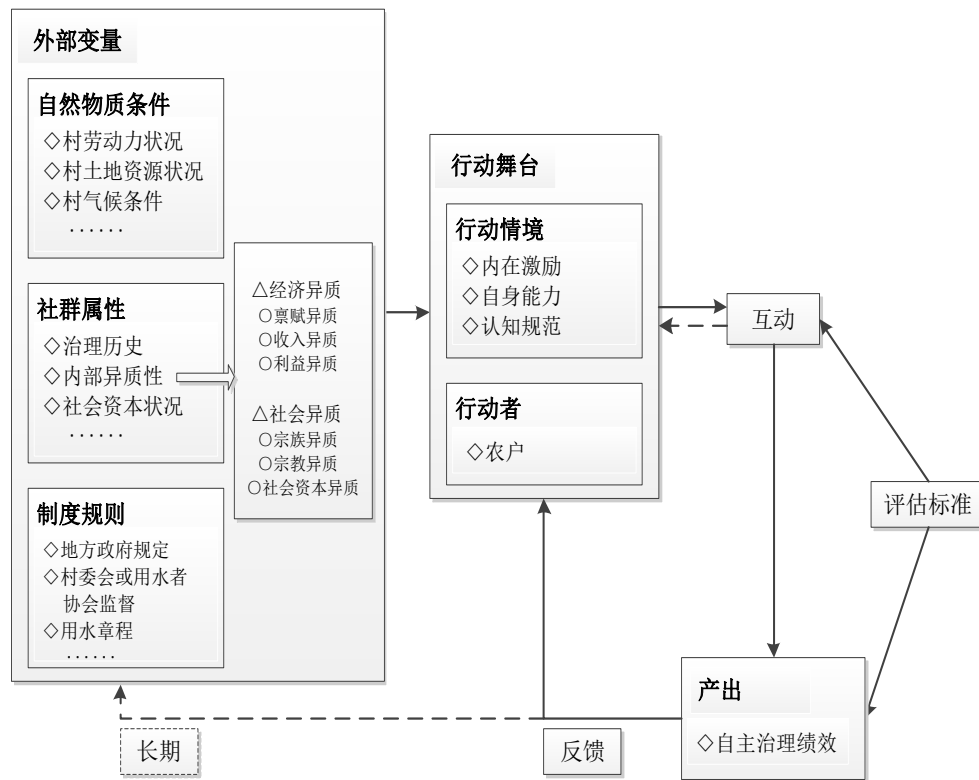 外部变量
自然物质条件
◇村劳动力状况
◇村土地资源状况
◇村气候条件
······
社群属性
◇治理历史
◇内部异质性
◇社会资本状况
······
△经济异质
○禀赋异质
○收入异质
○利益异质
△社会异质
○宗族异质
○宗教异质
○社会资本异质
制度规则
◇地方政府规定
◇村委会或用水者
协会监督
◇用水章程
······
行动舞台
行动情境
◇内在激励
◇自身能力
◇认知规范
行动者
◇农户
互动
评估标准
产出
◇自主治理绩效
长期
反馈